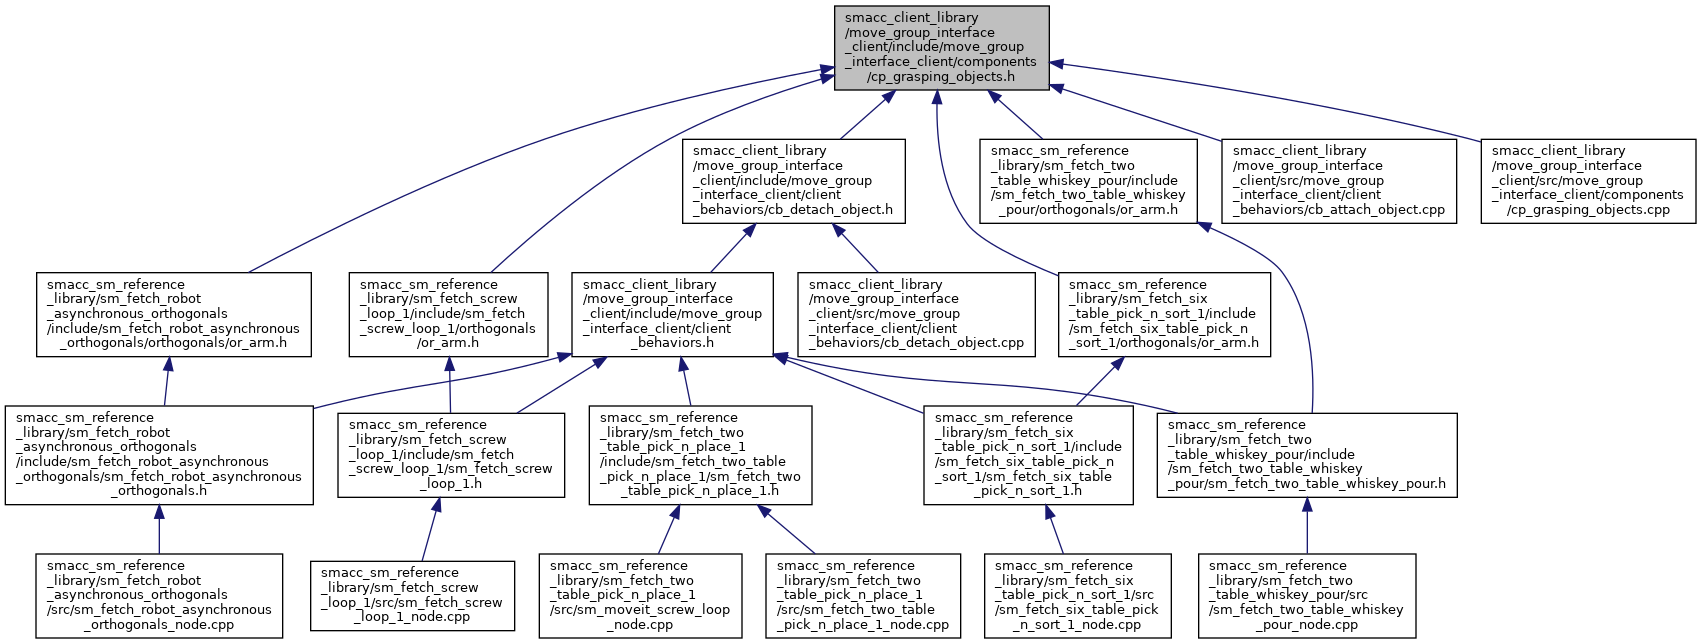 smacc_client_library
/move_group_interface
_client/include/move_group
_interface_client/components
/cp_grasping_objects.h
smacc_client_library
/move_group_interface
_client/include/move_group
_interface_client/client
_behaviors/cb_detach_object.h
smacc_sm_reference
_library/sm_fetch_two
_table_whiskey_pour/include
/sm_fetch_two_table_whiskey
_pour/orthogonals/or_arm.h
smacc_client_library
/move_group_interface
_client/src/move_group
_interface_client/client
_behaviors/cb_attach_object.cpp
smacc_client_library
/move_group_interface
_client/src/move_group
_interface_client/components
/cp_grasping_objects.cpp
smacc_sm_reference
_library/sm_fetch_robot
_asynchronous_orthogonals
/include/sm_fetch_robot_asynchronous
_orthogonals/orthogonals/or_arm.h
smacc_sm_reference
_library/sm_fetch_screw
_loop_1/include/sm_fetch
_screw_loop_1/orthogonals
/or_arm.h
smacc_client_library
/move_group_interface
_client/include/move_group
_interface_client/client
_behaviors.h
smacc_client_library
/move_group_interface
_client/src/move_group
_interface_client/client
_behaviors/cb_detach_object.cpp
smacc_sm_reference
_library/sm_fetch_six
_table_pick_n_sort_1/include
/sm_fetch_six_table_pick_n
_sort_1/orthogonals/or_arm.h
smacc_sm_reference
_library/sm_fetch_robot
_asynchronous_orthogonals
/include/sm_fetch_robot_asynchronous
_orthogonals/sm_fetch_robot_asynchronous
_orthogonals.h
smacc_sm_reference
_library/sm_fetch_screw
_loop_1/include/sm_fetch
_screw_loop_1/sm_fetch_screw
_loop_1.h
smacc_sm_reference
_library/sm_fetch_two
_table_pick_n_place_1
/include/sm_fetch_two_table
_pick_n_place_1/sm_fetch_two
_table_pick_n_place_1.h
smacc_sm_reference
_library/sm_fetch_six
_table_pick_n_sort_1/include
/sm_fetch_six_table_pick_n
_sort_1/sm_fetch_six_table
_pick_n_sort_1.h
smacc_sm_reference
_library/sm_fetch_two
_table_whiskey_pour/include
/sm_fetch_two_table_whiskey
_pour/sm_fetch_two_table_whiskey_pour.h
smacc_sm_reference
_library/sm_fetch_robot
_asynchronous_orthogonals
/src/sm_fetch_robot_asynchronous
_orthogonals_node.cpp
smacc_sm_reference
_library/sm_fetch_screw
_loop_1/src/sm_fetch_screw
_loop_1_node.cpp
smacc_sm_reference
_library/sm_fetch_two
_table_pick_n_place_1
/src/sm_moveit_screw_loop
_node.cpp
smacc_sm_reference
_library/sm_fetch_two
_table_pick_n_place_1
/src/sm_fetch_two_table
_pick_n_place_1_node.cpp
smacc_sm_reference
_library/sm_fetch_six
_table_pick_n_sort_1/src
/sm_fetch_six_table_pick
_n_sort_1_node.cpp
smacc_sm_reference
_library/sm_fetch_two
_table_whiskey_pour/src
/sm_fetch_two_table_whiskey
_pour_node.cpp